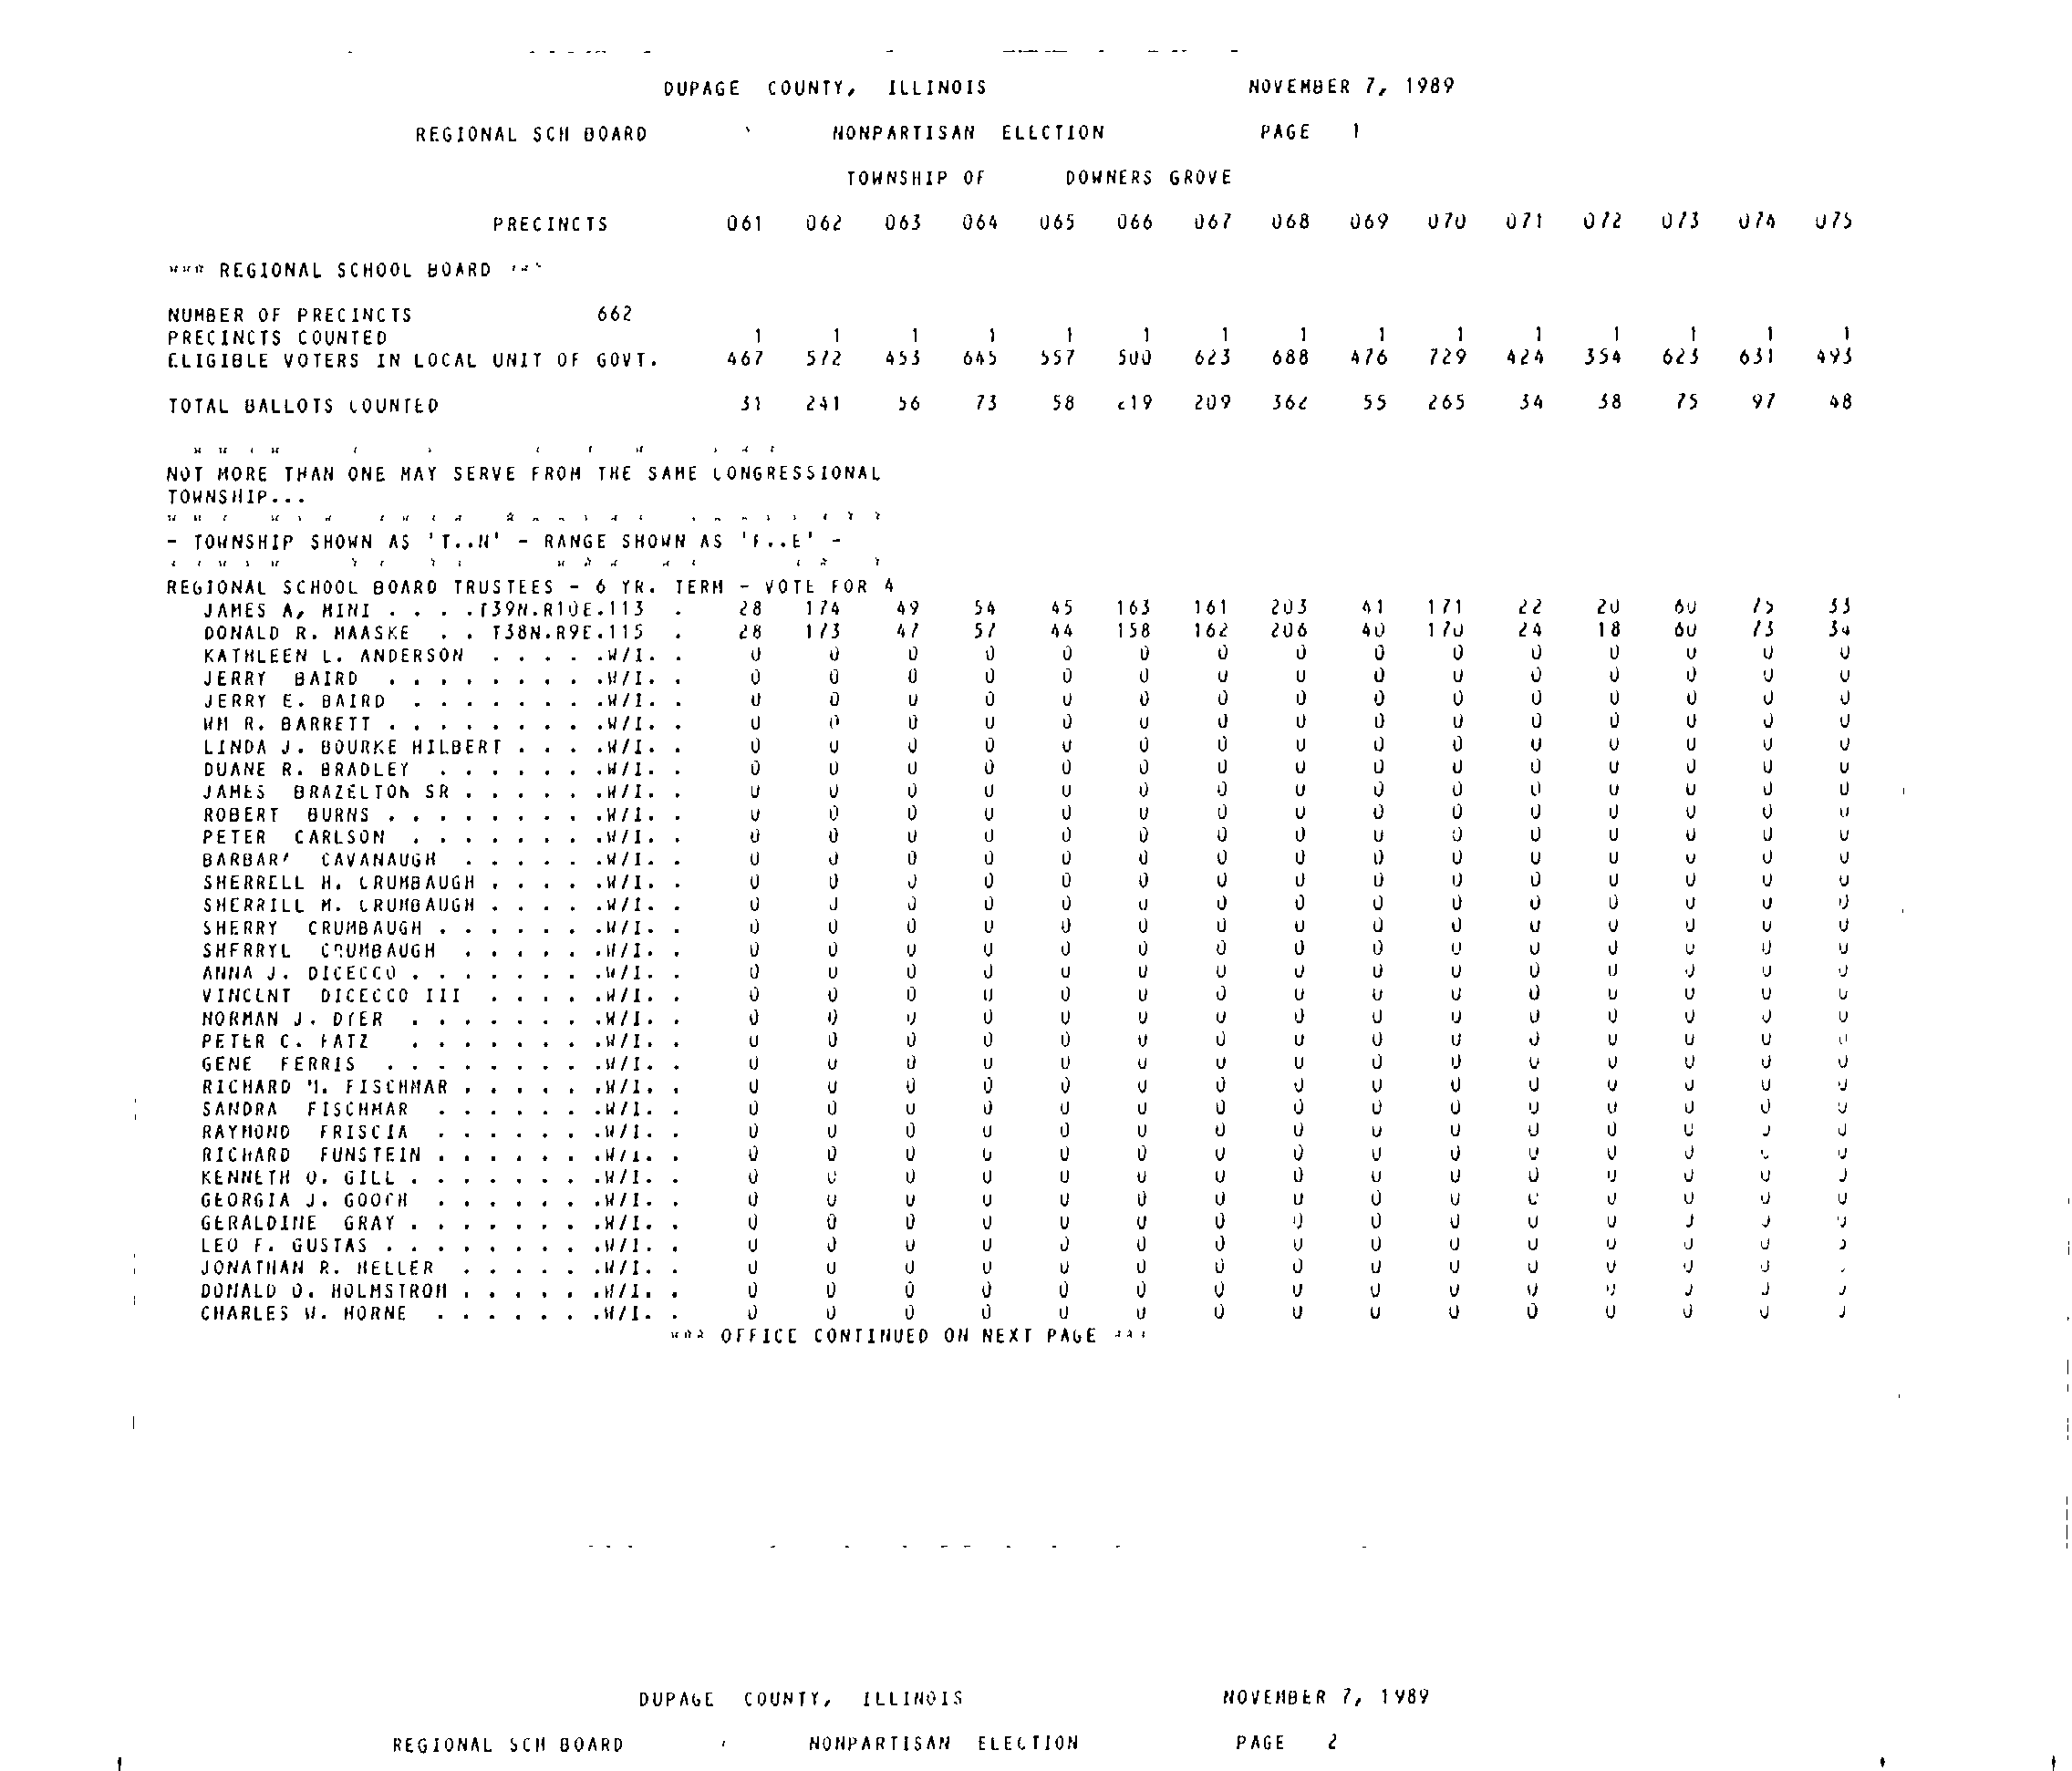 DUPAGE COUNTY, ILLINOIS NOVEMBER 7, 1989
REGIONAL SCH BOARD NONPARTISAN ELECTION PAGE 1
TOWNSHIP OF DOWNERS GROVE
PRECINCTS 061 062 063 064 065 066 067 068 069 070 071 072 073 074 075
*** REGIONAL SCHOOL BOARD ***
NUMBER OF PRECINCTS 662
PRECINCTS COUNTED 1 1 1 1 1 1 1 1 1 1 1 1 1 1 1
ELIGIBLE VOTERS IN LOCAL UNIT OF GOVT. 467 572 453 645 557 500 623 688 476 729 424 354 623 631 493
TOTAL BALLOTS COUNTED 31 241 56 73 58 219 209 362 55 265 34 38 75 97 48
NOT MORE THAN ONE MAY SERVE FROM THE SAME CONGRESSIONAL
TOWNSHIP...
- TOWNSHIP SHOWN AS 'T..N' - RANGE SHOWN AS 'R..E' -
REGIONAL SCHOOL BOARD TRUSTEES - 6 YR. TERM - VOTE FOR 4
JAMES A, MINI . . . .T39N.R10E.113 . 28 174 49 54 45 163 161 203 41 171 22 20 60 75 33
DONALD R. MAASKE . . T38N.R9E.115 . 28 173 47 57 44 158 162 206 40 170 24 18 60 73 34
KATHLEEN L. ANDERSON . . . . .W/I. . 0 0 0 0 0 0 0 0 0 0 0 0 0 0 0
JERRY BAIRD . . . . . . . . .W/I. . 0 0 0 0 0 0 0 0 0 0 0 0 0 0 0
JERRY E. BAIRD . . . . . . . .W/I. . 0 0 0 0 0 0 0 0 0 0 0 0 0 0 0
WM R. BARRETT . . . . . . . . .W/I. . 0 0 0 0 0 0 0 0 0 0 0 0 0 0 0
LINDA J. BOURKE HILBERT . . . .W/I. . 0 0 0 0 0 0 0 0 0 0 0 0 0 0 0
DUANE R. BRADLEY . . . . . . .W/I. . 0 0 0 0 0 0 0 0 0 0 0 0 0 0 0
JAMES BRAZELTON SR . . . . . .W/I. . 0 0 0 0 0 0 0 0 0 0 0 0 0 0 0
ROBERT BURNS . . . . . . . . .W/I. . 0 0 0 0 0 0 0 0 0 0 0 0 0 0 0
PETER CARLSON . . . . . . . .W/I. . 0 0 0 0 0 0 0 0 0 0 0 0 0 0 0
BARBARA CAVANAUGH . . . . . .W/I. . 0 0 0 0 0 0 0 0 0 0 0 0 0 0 0
SHERRELL H. CRUMBAUGH . . . . .W/I. . 0 0 0 0 0 0 0 0 0 0 0 0 0 0 0
SHERRILL M. CRUMBAUGH . . . . .W/I. . 0 0 0 0 0 0 0 0 0 0 0 0 0 0 0
SHERRY CRUMBAUGH . . . . . . .W/I. . 0 0 0 0 0 0 0 0 0 0 0 0 0 0 0
SHERRYL CRUMBAUGH . . . . . .W/I. . 0 0 0 0 0 0 0 0 0 0 0 0 0 0 0
ANNA J. DICECCO . . . . . . . .W/I. . 0 0 0 0 0 0 0 0 0 0 0 0 0 0 0
VINCENT DICECCO III . . . . .W/I. . 0 0 0 0 0 0 0 0 0 0 0 0 0 0 0
NORMAN J. DYER . . . . . . . .W/I. . 0 0 0 0 0 0 0 0 0 0 0 0 0 0 0
PETER C. FATZ . . . . . . . .W/I. . 0 0 0 0 0 0 0 0 0 0 0 0 0 0 0
GENE FERRIS . . . . . . . . .W/I. . 0 0 0 0 0 0 0 0 0 0 0 0 0 0 0
RICHARD M. FISCHMAR . . . . . .W/I. . 0 0 0 0 0 0 0 0 0 0 0 0 0 0 0
SANDRA FISCHMAR . . . . . . .W/I. . 0 0 0 0 0 0 0 0 0 0 0 0 0 0 0
RAYMOND FRISCIA . . . . . . .W/I. . 0 0 0 0 0 0 0 0 0 0 0 0 0 0 0
RICHARD FUNSTEIN . . . . . . .W/I. . 0 0 0 0 0 0 0 0 0 0 0 0 0 0
KENNETH O. GILL . . . . . . . .W/I. . 0 0 0 0 0 0 0 0 0 0 0 0 0 0 0
GEORGIA J. GOOCH . . . . . . .W/I. . 0 0 0 0 0 0 0 0 0 0 0 0 0 0 0
GERALDINE GRAY . . . . . . . .W/I. . 0 0 0 0 0 0 0 0 0 0 0 0 0 0 0
LEO F. GUSTAS . . . . . . . . .W/I. . 0 0 0 0 0 0 0 0 0 0 0 0 0 0 0
JONATHAN R. HELLER . . . . . .W/I. . 0 0 0 0 0 0 0 0 0 0 0 0 0 0
DONALD O. HOLMSTROM . . . . . .W/I. . 0 0 0 0 0 0 0 0 0 0 0 0 0 0 0
CHARLES W. HORNE . . . . . . .W/I. . 0 0 0 0 0 0 0 0 0 0 0 0 0 0 0
*** OFFICE CONTINUED ON NEXT PAGE ***
DUPAGE COUNTY, ILLINOIS NOVEMBER 7, 1989
REGIONAL SCH BOARD NONPARTISAN ELECTION PAGE 2